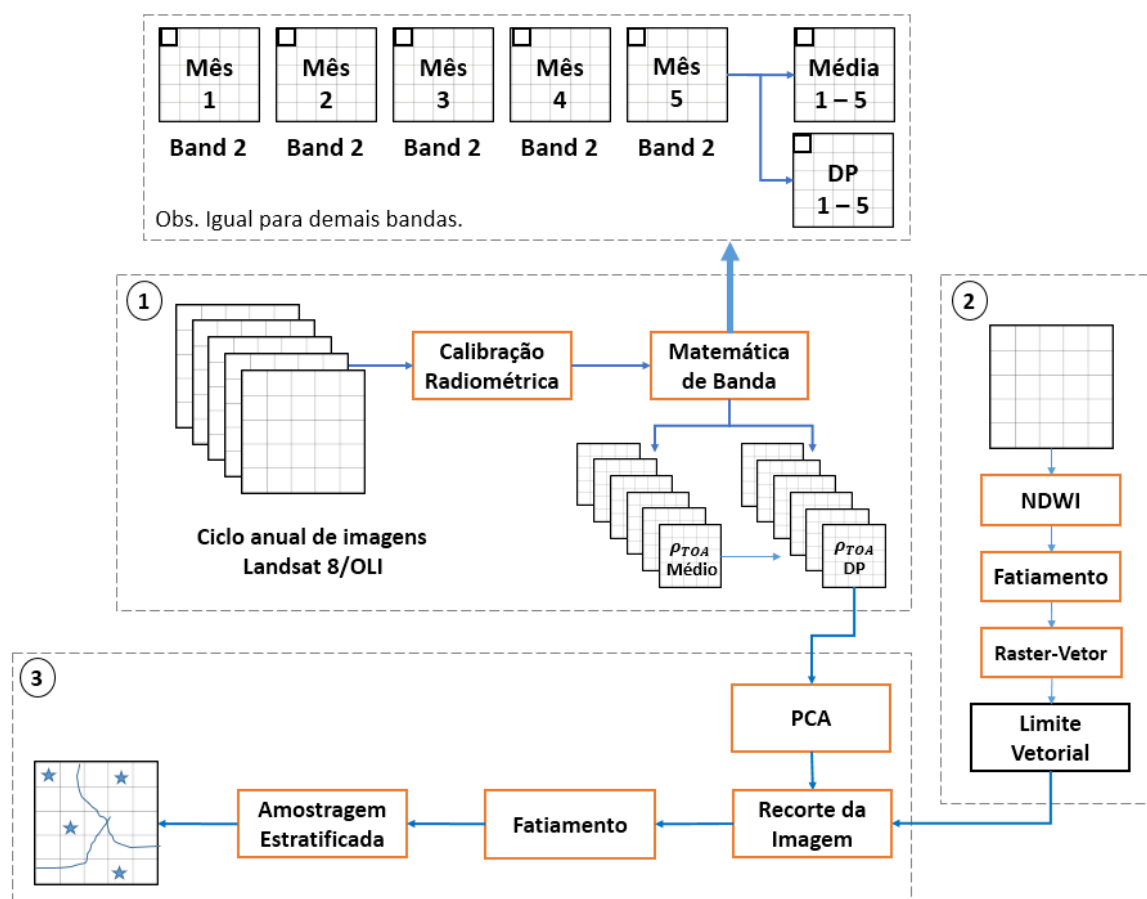 Mês
1
Mês
2
Mês
3
Mês
4
Mês
5
Média
1 – 5
Band 2
Band 2
Band 2
Band 2
Band 2
DP
1 – 5
Obs. Igual para demais bandas.
1
Calibração
Radiométrica
Matemática
de Banda
Ciclo anual de imagens
Landsat 8/OLI
ρTOA
Médio
ρTOA
DP
2
NDWI
Fatiamento
Raster-Vetor
Limite
Vetorial
3
PCA
Recorte da
Imagem
Fatiamento
Amostragem
Estratificada